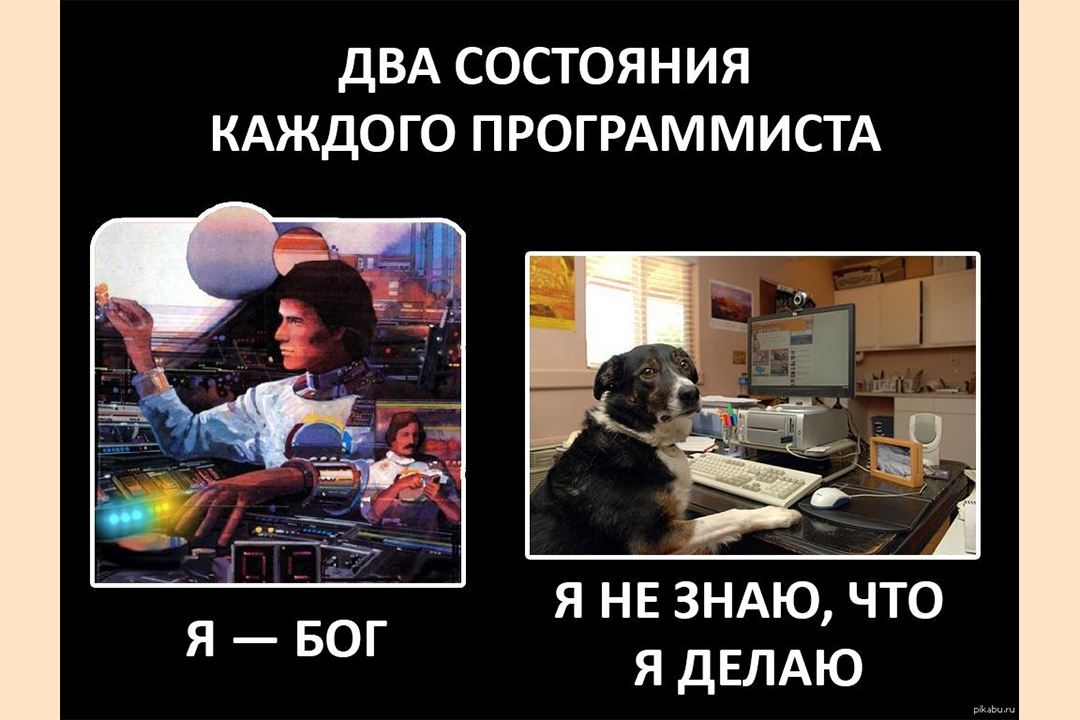 ДВА СОСТОЯНИЯ
КАЖДОГО ПРОГРАММИСТА
Я — БОГ
Я НЕ ЗНАЮ, ЧТО
Я ДЕЛАЮ
pikabu.ru